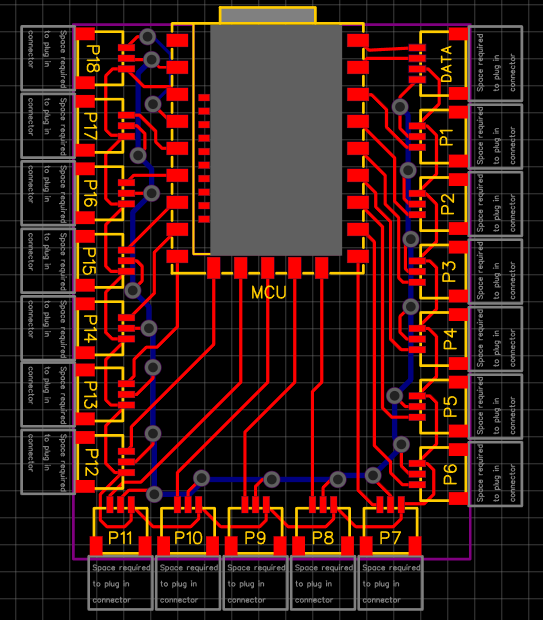 Space required
to plug in
connector
P18
DATA
Space required
to plug in
connector
Space required
to plug in
connector
P17
P1
Space required
to plug in
connector
Space required
to plug in
connector
P16
P2
Space required
to plug in
connector
Space required
to plug in
connector
P15
MCU
P3
Space required
to plug in
connector
Space required
to plug in
connector
P14
P4
Space required
to plug in
connector
Space required
to plug in
connector
P13
P5
Space required
to plug in
connector
Space required
to plug in
connector
P12
P6
Space required
to plug in
connector
P11
P10
P9
P8
P7
Space required
to plug in
connector
Space required
to plug in
connector
Space required
to plug in
connector
Space required
to plug in
connector
Space required
to plug in
connector